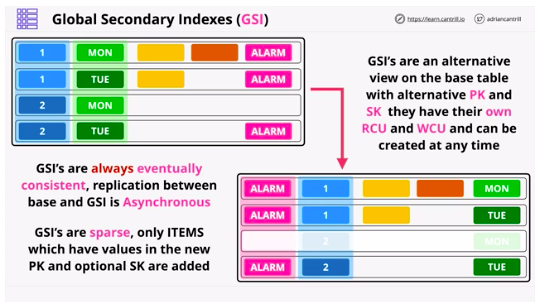 Global Secondary Indexes (GSI)
https://learn.cantrill.io
adriancantrill
1 MON ALARM
1 TUE ALARM
2 MON
2 TUE ALARM
GSI's are an alternative
view on the base table
with alternative PK and
SK they have their own
RCU and WCU and can be
created at any time
GSI's are always eventually
consistent, replication between
base and GSI is Asynchronous
GSI's are sparse, only ITEMS
which have values in the new
PK and optional SK are added
ALARM 1 MON
ALARM 1 TUE
2 MON
ALARM 2 TUE